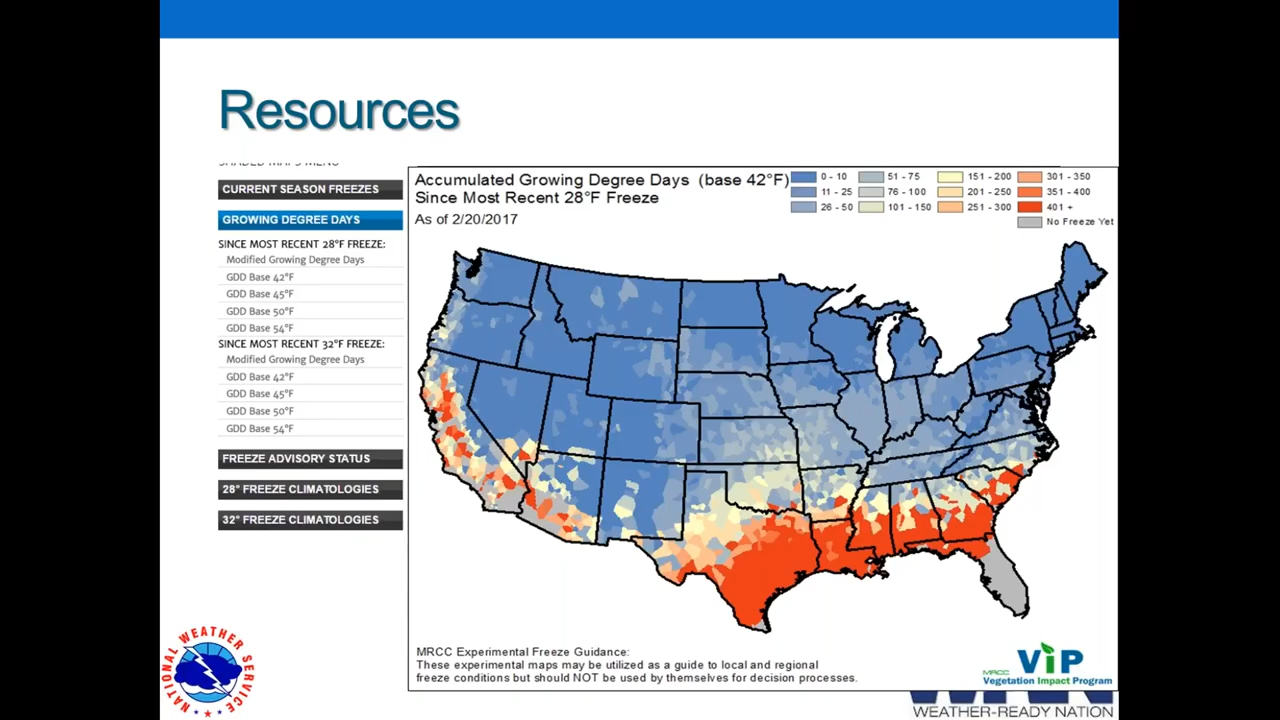 Resources
SHADED MAPS MENU
CURRENT SEASON FREEZES
GROWING DEGREE DAYS
SINCE MOST RECENT 28°F FREEZE:
Modified Growing Degree Days
GDD Base 42°F
GDD Base 45°F
GDD Base 50°F
GDD Base 54°F
SINCE MOST RECENT 32°F FREEZE:
Modified Growing Degree Days
GDD Base 42°F
GDD Base 45°F
GDD Base 50°F
GDD Base 54°F
FREEZE ADVISORY STATUS
28° FREEZE CLIMATOLOGIES
32° FREEZE CLIMATOLOGIES
Accumulated Growing Degree Days (base 42°F)
Since Most Recent 28°F Freeze
As of 2/20/2017
0 - 10 51 - 75 151 - 200 301 - 350
11 - 25 76 - 100 201 - 250 351 - 400
26 - 50 101 - 150 251 - 300 401 +
No Freeze Yet
MRCC Experimental Freeze Guidance:
These experimental maps may be utilized as a guide to local and regional
freeze conditions but should NOT be used by themselves for decision processes.
MRCC ViP
Vegetation Impact Program
WEATHER-READY NATION
NATIONAL WEATHER SERVICE